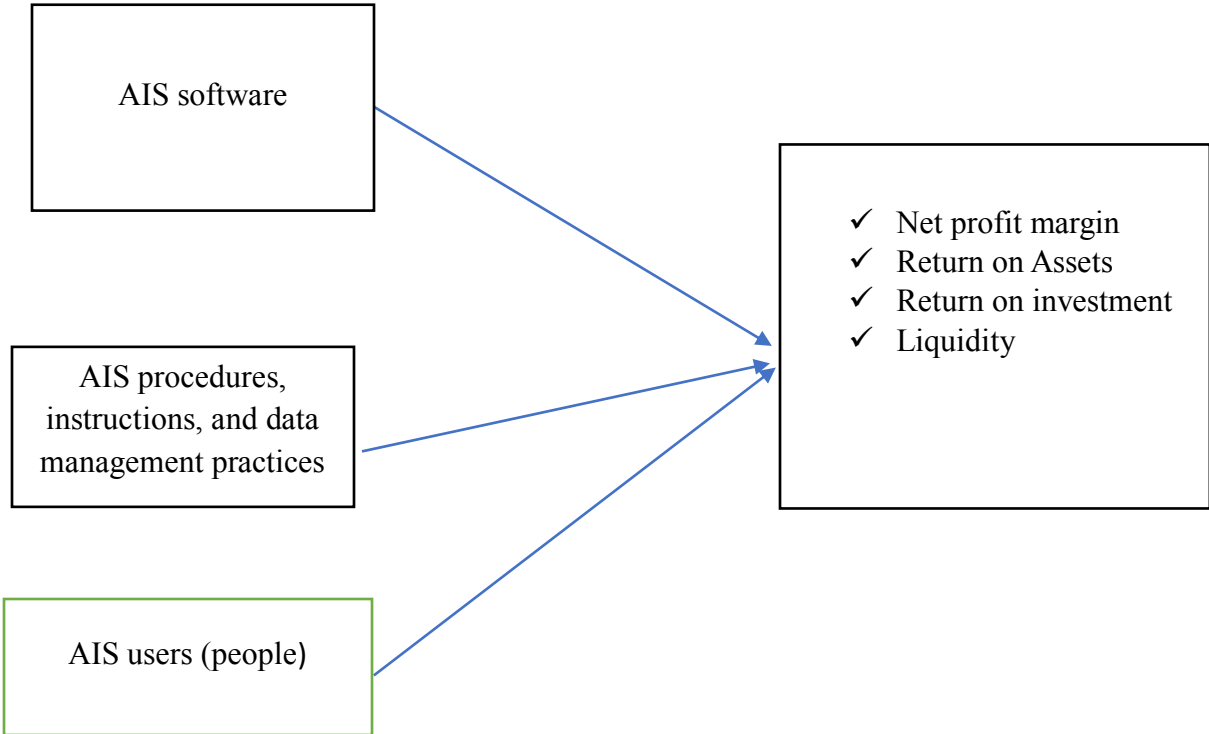 AIS software
✓ Net profit margin
✓ Return on Assets
✓ Return on investment
✓ Liquidity
AIS procedures,
instructions, and data
management practices
AIS users (people)